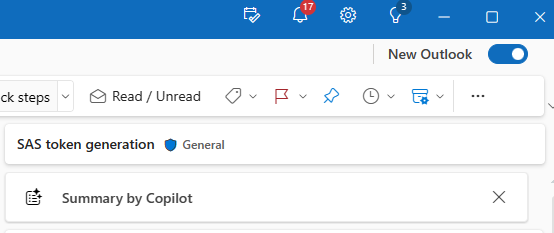 17
3
New Outlook
ck steps
Read / Unread
SAS token generation
General
Summary by Copilot